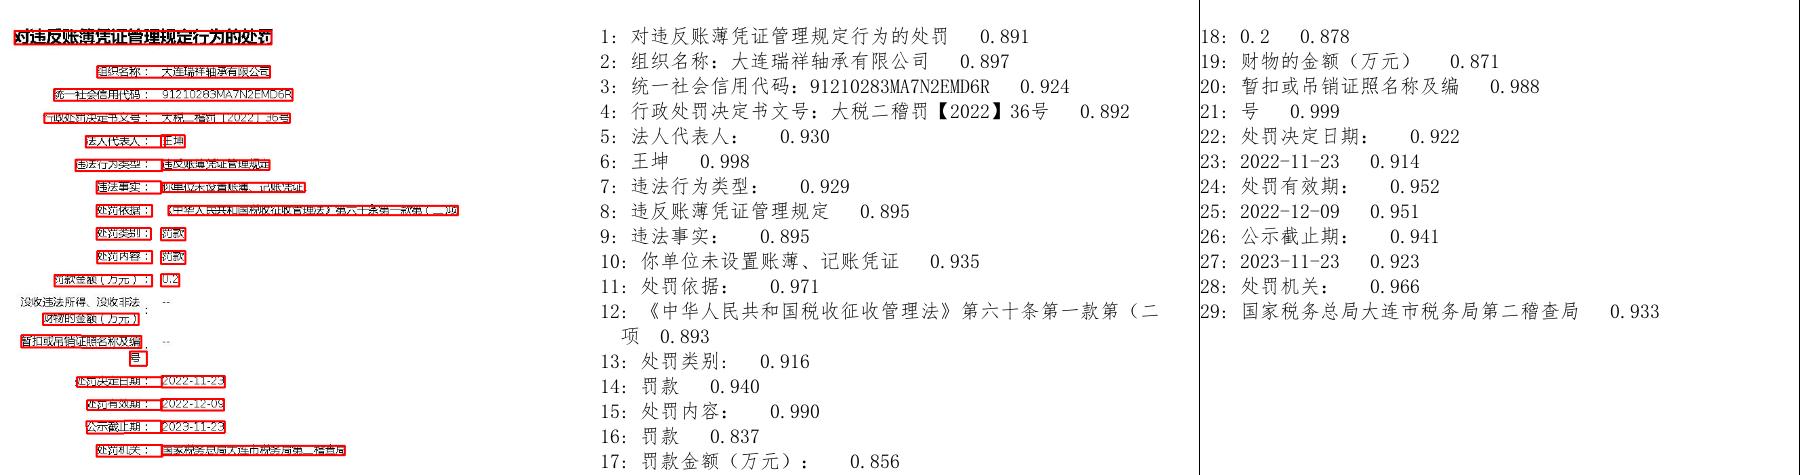 对违反账薄凭证管理规定行为的处罚
组织名称： 大连瑞祥轴承有限公司
统一社会信用代码： 91210283MA7N2EMD6R
行政处罚决定书文号： 大税二稽罚【2022】36号
法人代表人： 王坤
违法行为类型： 违反账薄凭证管理规定
违法事实： 你单位未设置账薄、记账凭证
处罚依据： 《中华人民共和国税收征收管理法》第六十条第一款第（二）项
处罚类别： 罚款
处罚内容： 罚款
罚款金额（万元）： 0.2
没收违法所得、没收非法
： --
财物的金额（万元）
暂扣或吊销证照名称及编
： --
号
处罚决定日期： 2022-11-23
处罚有效期： 2022-12-09
公示截止期： 2023-11-23
处罚机关： 国家税务总局大连市税务局第二稽查局
1: 对违反账薄凭证管理规定行为的处罚 0.891
2: 组织名称: 大连瑞祥轴承有限公司 0.897
3: 统一社会信用代码: 91210283MA7N2EMD6R 0.924
4: 行政处罚决定书文号: 大税二稽罚【2022】36号 0.892
5: 法人代表人: 0.930
6: 王坤 0.998
7: 违法行为类型: 0.929
8: 违反账薄凭证管理规定 0.895
9: 违法事实: 0.895
10: 你单位未设置账薄、记账凭证 0.935
11: 处罚依据: 0.971
12: 《中华人民共和国税收征收管理法》第六十条第一款第（二
项 0.893
13: 处罚类别: 0.916
14: 罚款 0.940
15: 处罚内容: 0.990
16: 罚款 0.837
17: 罚款金额（万元）: 0.856
18: 0.2 0.878
19: 财物的金额（万元） 0.871
20: 暂扣或吊销证照名称及编 0.988
21: 号 0.999
22: 处罚决定日期: 0.922
23: 2022-11-23 0.914
24: 处罚有效期: 0.952
25: 2022-12-09 0.951
26: 公示截止期: 0.941
27: 2023-11-23 0.923
28: 处罚机关: 0.966
29: 国家税务总局大连市税务局第二稽查局 0.933